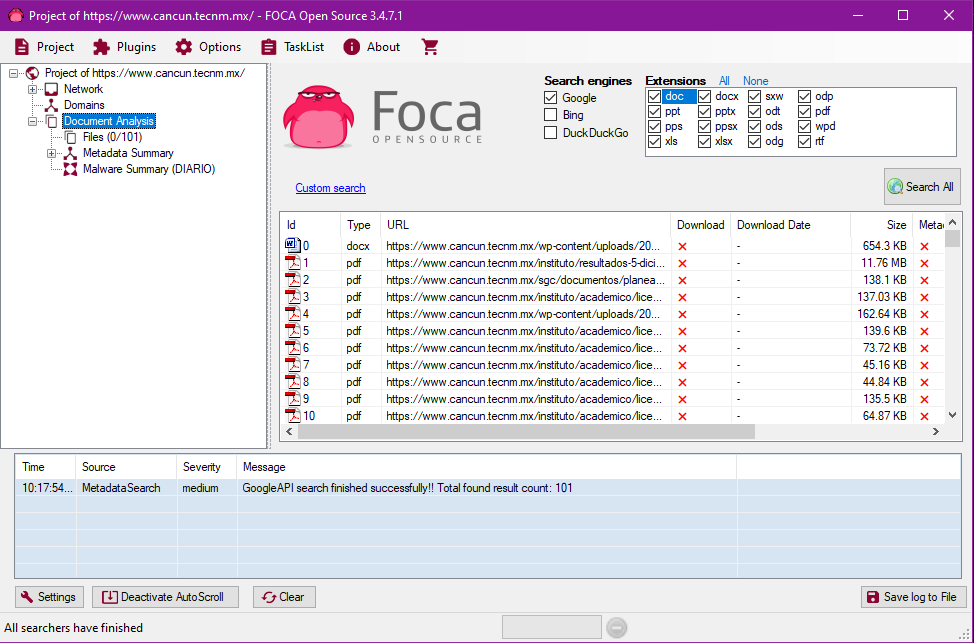 Project of https://www.cancun.tecnm.mx/ - FOCA Open Source 3.4.7.1
Project Plugins Options TaskList About
Project of https://www.cancun.tecnm.mx/
Network
Domains
Document Analysis
Files (0/101)
Metadata Summary
Malware Summary (DIARIO)
Foca
OPENSOURCE
Search engines
Google
Bing
DuckDuckGo
Extensions All None
doc docx sxw odp
ppt pptx odt pdf
pps ppsx ods wpd
xls xlsx odg rtf
Custom search
Search All
Id Type URL Download Download Date Size Metad
0 docx https://www.cancun.tecnm.mx/wp-content/uploads/20... - 654.3 KB
1 pdf https://www.cancun.tecnm.mx/instituto/resultados-5-dici... - 11.76 MB
2 pdf https://www.cancun.tecnm.mx/sgc/documentos/planea... - 138.1 KB
3 pdf https://www.cancun.tecnm.mx/instituto/academico/lice... - 137.03 KB
4 pdf https://www.cancun.tecnm.mx/wp-content/uploads/20... - 162.64 KB
5 pdf https://www.cancun.tecnm.mx/instituto/academico/lice... - 139.6 KB
6 pdf https://www.cancun.tecnm.mx/instituto/academico/lice... - 73.72 KB
7 pdf https://www.cancun.tecnm.mx/instituto/academico/lice... - 45.16 KB
8 pdf https://www.cancun.tecnm.mx/instituto/academico/lice... - 44.84 KB
9 pdf https://www.cancun.tecnm.mx/instituto/academico/lice... - 135.5 KB
10 pdf https://www.cancun.tecnm.mx/instituto/academico/lice... - 64.87 KB
Time Source Severity Message
10:17:54... MetadataSearch medium GoogleAPI search finished successfully!! Total found result count: 101
Settings Deactivate AutoScroll Clear Save log to File
All searchers have finished